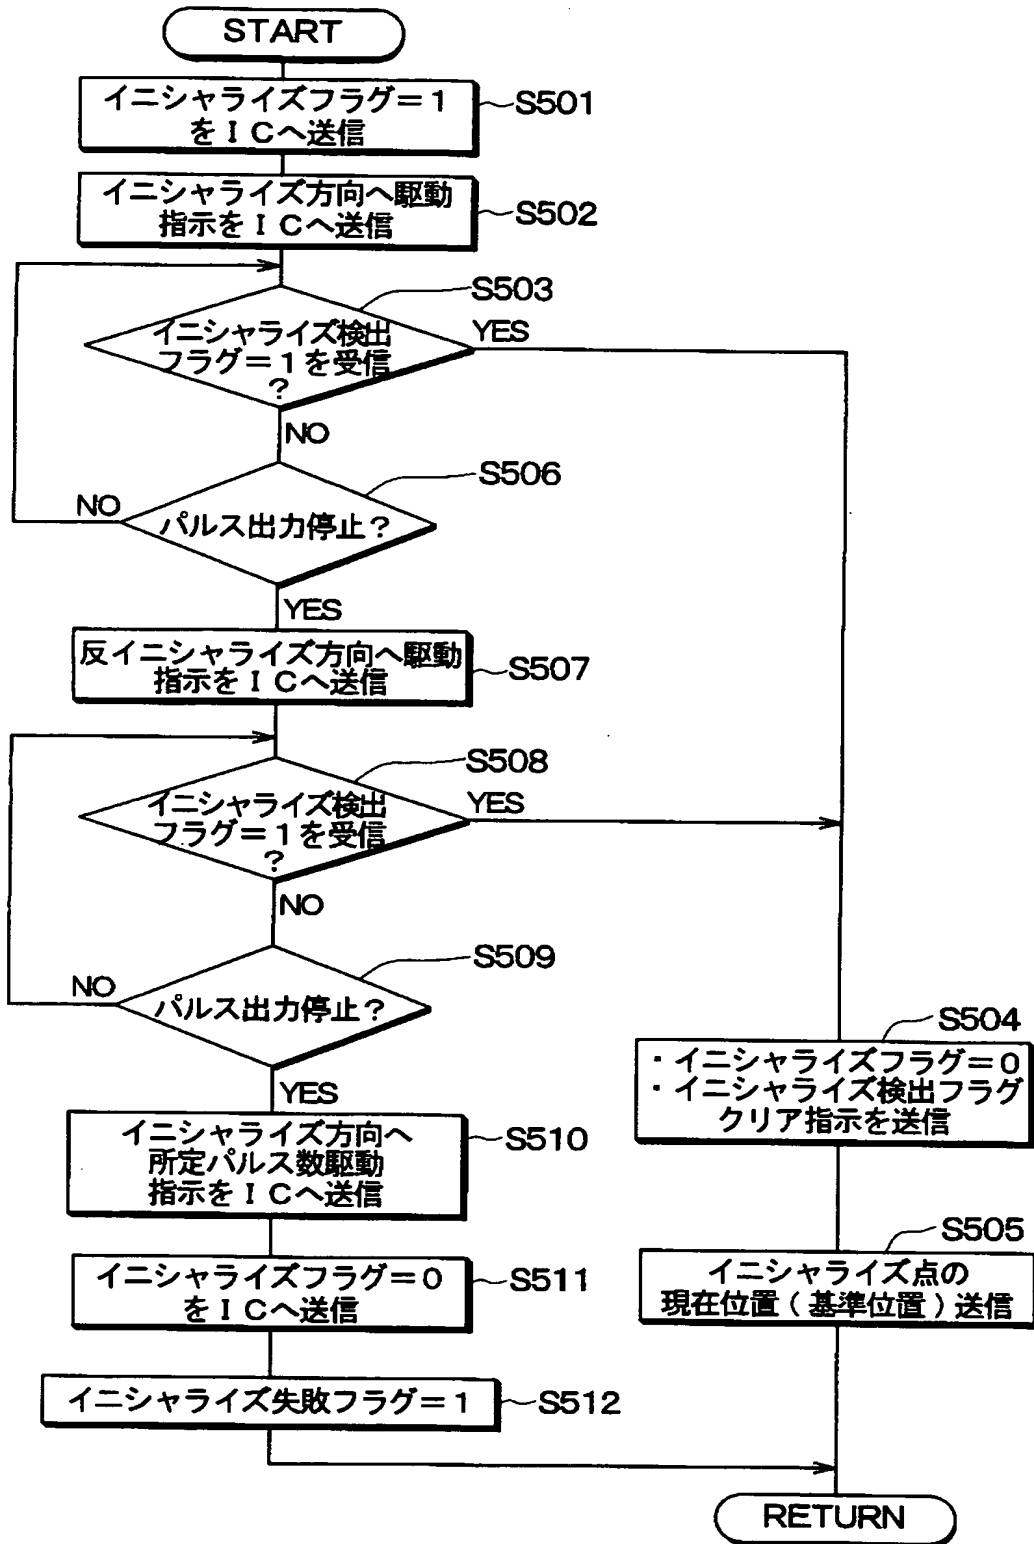 START
イニシャライズフラグ=1
をICへ送信
S501
イニシャライズ方向へ駆動
指示をICへ送信
S502
S503
イニシャライズ検出
フラグ=1を受信
?
YES
NO
S506
NO
パルス出力停止?
YES
反イニシャライズ方向へ駆動
指示をICへ送信
S507
S508
イニシャライズ検出
フラグ=1を受信
?
YES
NO
S509
NO
パルス出力停止?
YES
S504
・イニシャライズフラグ=0
・イニシャライズ検出フラグ
クリア指示を送信
イニシャライズ方向へ
所定パルス数駆動
指示をICへ送信
S510
S505
イニシャライズ点の
現在位置(基準位置)送信
イニシャライズフラグ=0
をICへ送信
S511
イニシャライズ失敗フラグ=1
S512
RETURN